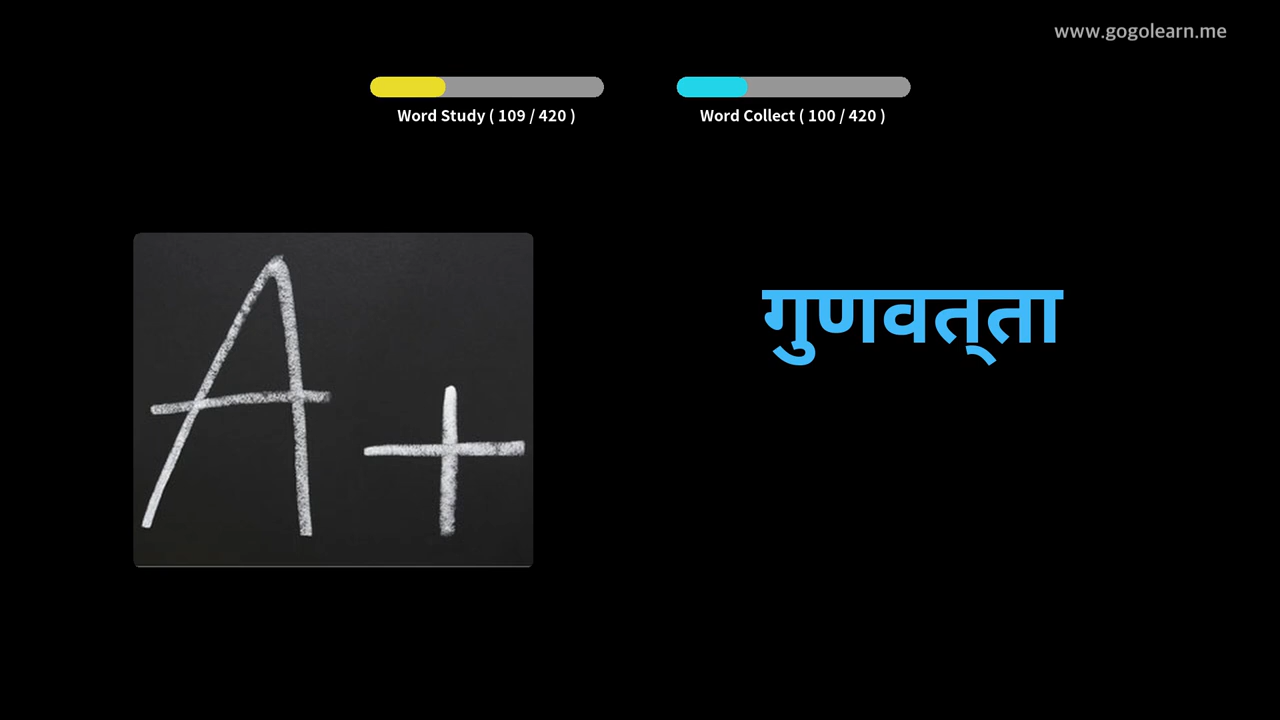 www.gogolearn.me
Word Study ( 109 / 420 )
Word Collect ( 100 / 420 )
A+
गुणवत्‌ता